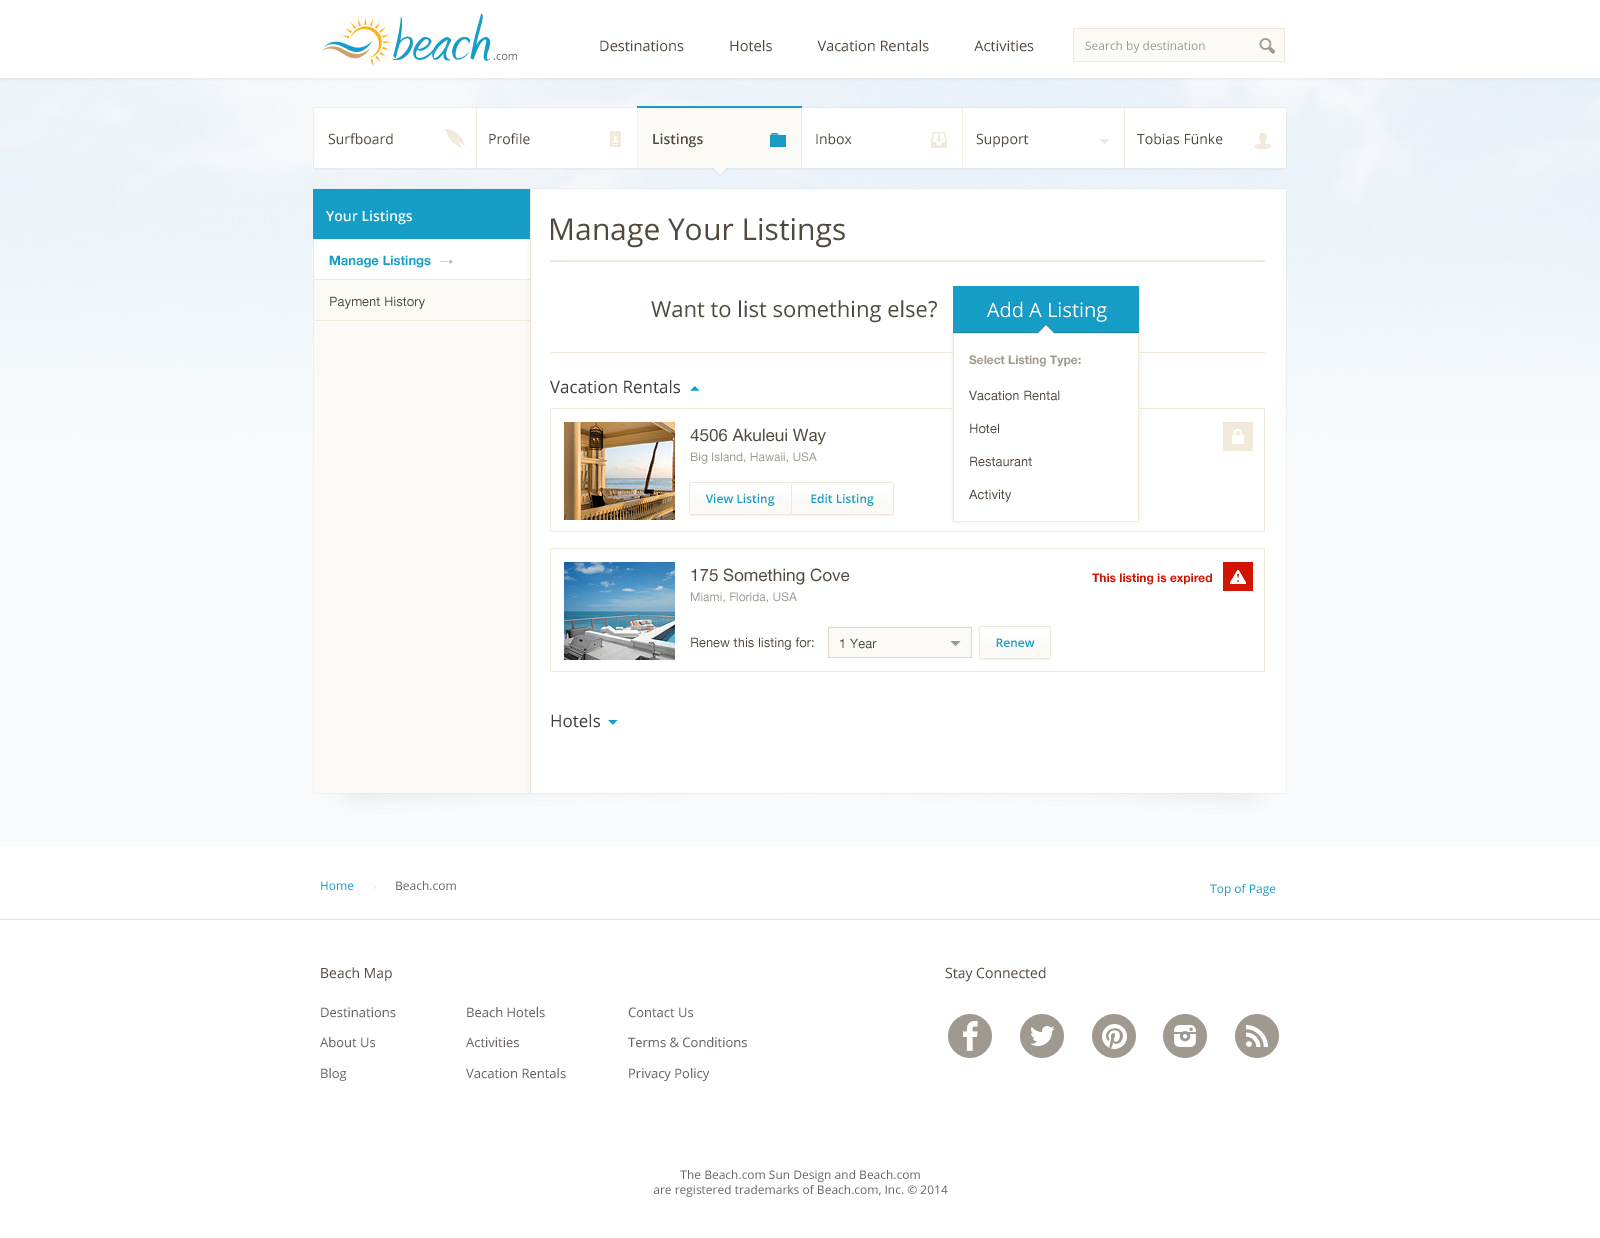 beach.com
Destinations
Hotels
Vacation Rentals
Activities
Search by destination
Surfboard
Profile
Listings
Inbox
Support
Tobias Fünke
Your Listings
Manage Listings →
Payment History
Manage Your Listings
Want to list something else?
Add A Listing
Select Listing Type:
Vacation Rental
Hotel
Restaurant
Activity
Vacation Rentals
4506 Akuleui Way
Big Island, Hawaii, USA
View Listing
Edit Listing
175 Something Cove
Miami, Florida, USA
This listing is expired
Renew this listing for:
1 Year
Renew
Hotels
Home › Beach.com
Top of Page
Beach Map
Destinations
About Us
Blog
Beach Hotels
Activities
Vacation Rentals
Contact Us
Terms & Conditions
Privacy Policy
Stay Connected
The Beach.com Sun Design and Beach.com
are registered trademarks of Beach.com, Inc. © 2014